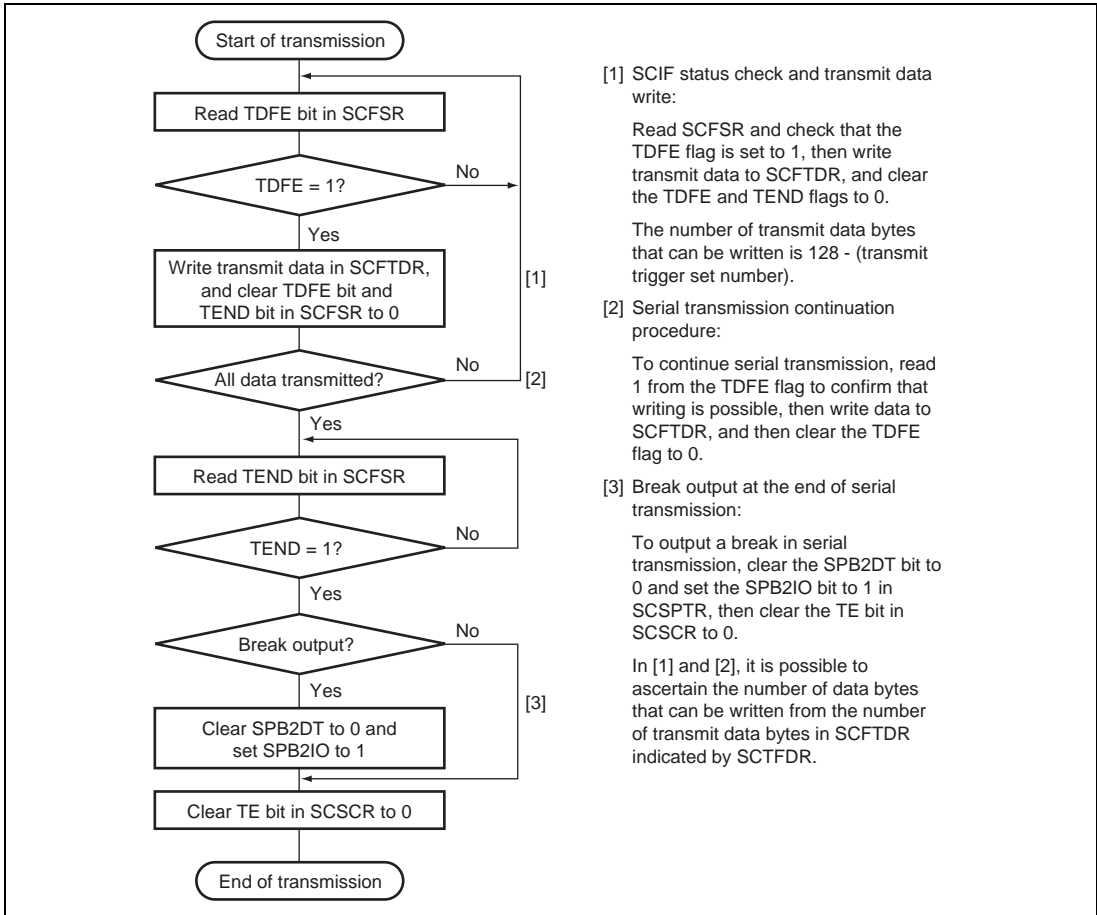 Start of transmission
Read TDFE bit in SCFSR
TDFE = 1?
No
Yes
Write transmit data in SCFTDR,
and clear TDFE bit and
TEND bit in SCFSR to 0
[1]
All data transmitted?
No
[2]
Yes
Read TEND bit in SCFSR
TEND = 1?
No
Yes
Break output?
No
Yes
[3]
Clear SPB2DT to 0 and
set SPB2IO to 1
Clear TE bit in SCSCR to 0
End of transmission
[1] SCIF status check and transmit data
write:
Read SCFSR and check that the
TDFE flag is set to 1, then write
transmit data to SCFTDR, and clear
the TDFE and TEND flags to 0.
The number of transmit data bytes
that can be written is 128 - (transmit
trigger set number).
[2] Serial transmission continuation
procedure:
To continue serial transmission, read
1 from the TDFE flag to confirm that
writing is possible, then write data to
SCFTDR, and then clear the TDFE
flag to 0.
[3] Break output at the end of serial
transmission:
To output a break in serial
transmission, clear the SPB2DT bit to
0 and set the SPB2IO bit to 1 in
SCSPTR, then clear the TE bit in
SCSCR to 0.
In [1] and [2], it is possible to
ascertain the number of data bytes
that can be written from the number
of transmit data bytes in SCFTDR
indicated by SCTFDR.